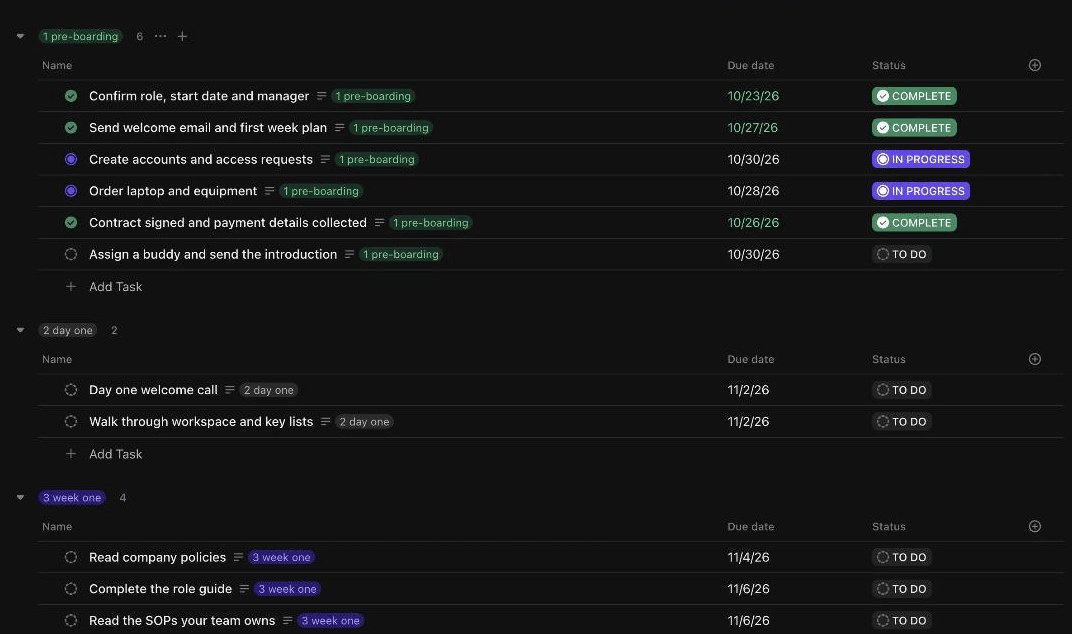 1 pre-boarding 6
Name Due date Status
Confirm role, start date and manager 1 pre-boarding 10/23/26 COMPLETE
Send welcome email and first week plan 1 pre-boarding 10/27/26 COMPLETE
Create accounts and access requests 1 pre-boarding 10/30/26 IN PROGRESS
Order laptop and equipment 1 pre-boarding 10/28/26 IN PROGRESS
Contract signed and payment details collected 1 pre-boarding 10/26/26 COMPLETE
Assign a buddy and send the introduction 1 pre-boarding 10/30/26 TO DO
Add Task
2 day one 2
Name Due date Status
Day one welcome call 2 day one 11/2/26 TO DO
Walk through workspace and key lists 2 day one 11/2/26 TO DO
Add Task
3 week one 4
Name Due date Status
Read company policies 3 week one 11/4/26 TO DO
Complete the role guide 3 week one 11/6/26 TO DO
Read the SOPs your team owns 3 week one 11/6/26 TO DO